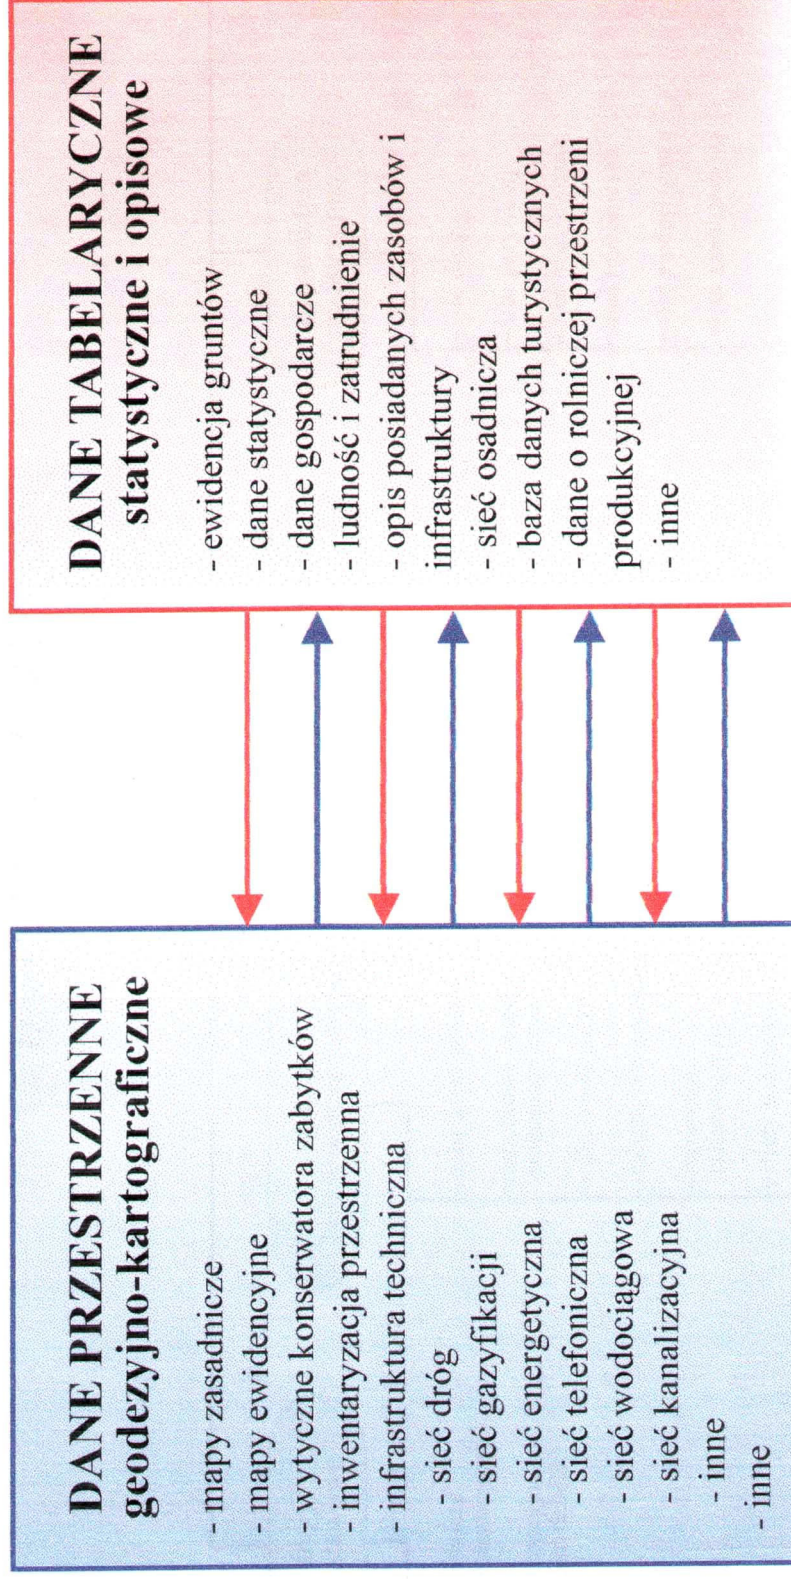 DANE PRZESTRZENNE
geodezyjno-kartograficzne
- mapy zasadnicze
- mapy ewidencyjne
- wytyczne konserwatora zabytków
- inwentaryzacja przestrzenna
- infrastruktura techniczna
- sieć dróg
- sieć gazyfikacji
- sieć energetyczna
- sieć telefoniczna
- sieć wodociągowa
- sieć kanalizacyjna
- inne
- inne
DANE TABELARYCZNE
statystyczne i opisowe
- ewidencja gruntów
- dane statystyczne
- dane gospodarcze
- ludność i zatrudnienie
- opis posiadanych zasobów i
infrastruktury
- sieć osadnicza
- baza danych turystycznych
- dane o rolniczej przestrzeni
produkcyjnej
- inne